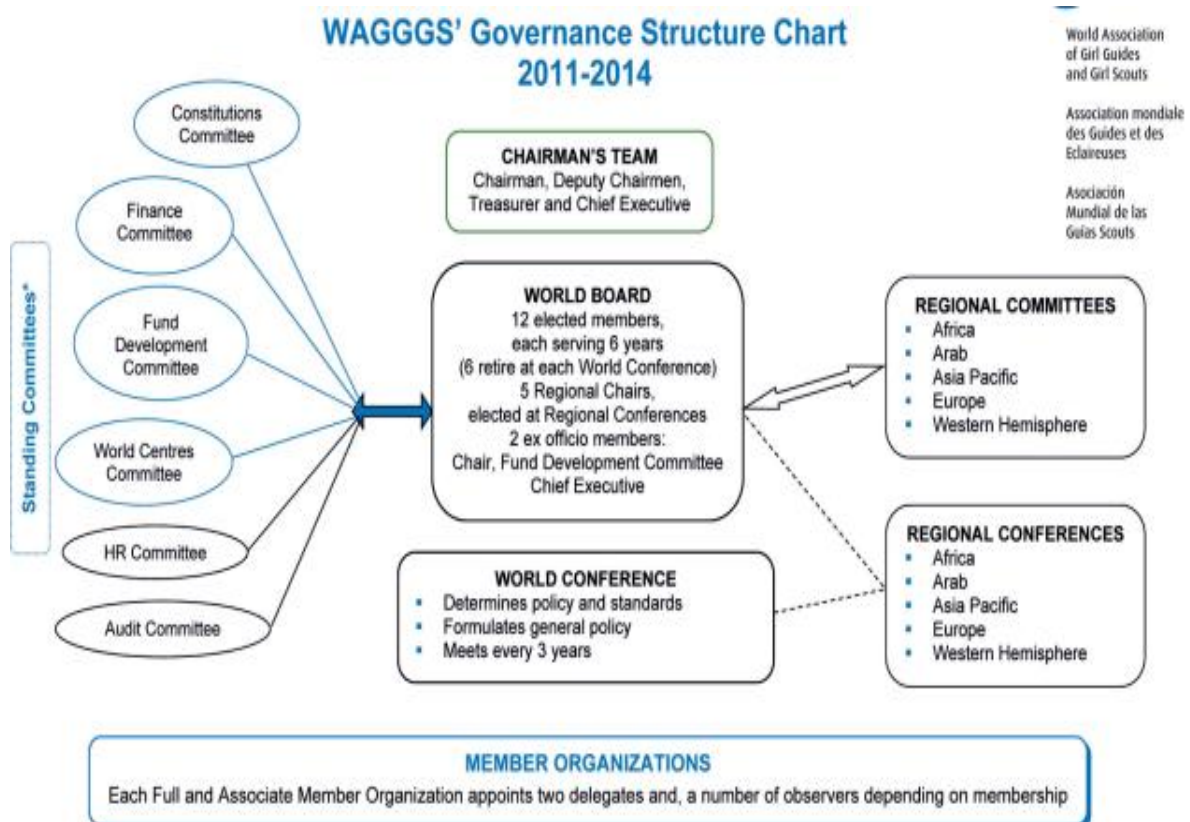 WAGGGS' Governance Structure Chart
2011-2014
World Association
of Girl Guides
and Girl Scouts
Association mondiale
des Guides et des
Eclaireuses
Asociación
Mundial de las
Guías Scouts
Standing Committees*
Constitutions
Committee
Finance
Committee
Fund
Development
Committee
World Centres
Committee
HR Committee
Audit Committee
CHAIRMAN'S TEAM
Chairman, Deputy Chairmen,
Treasurer and Chief Executive
WORLD BOARD
12 elected members,
each serving 6 years
(6 retire at each World Conference)
5 Regional Chairs,
elected at Regional Conferences
2 ex officio members:
Chair, Fund Development Committee
Chief Executive
WORLD CONFERENCE
▪ Determines policy and standards
▪ Formulates general policy
▪ Meets every 3 years
REGIONAL COMMITTEES
▪ Africa
▪ Arab
▪ Asia Pacific
▪ Europe
▪ Western Hemisphere
REGIONAL CONFERENCES
▪ Africa
▪ Arab
▪ Asia Pacific
▪ Europe
▪ Western Hemisphere
MEMBER ORGANIZATIONS
Each Full and Associate Member Organization appoints two delegates and, a number of observers depending on membership